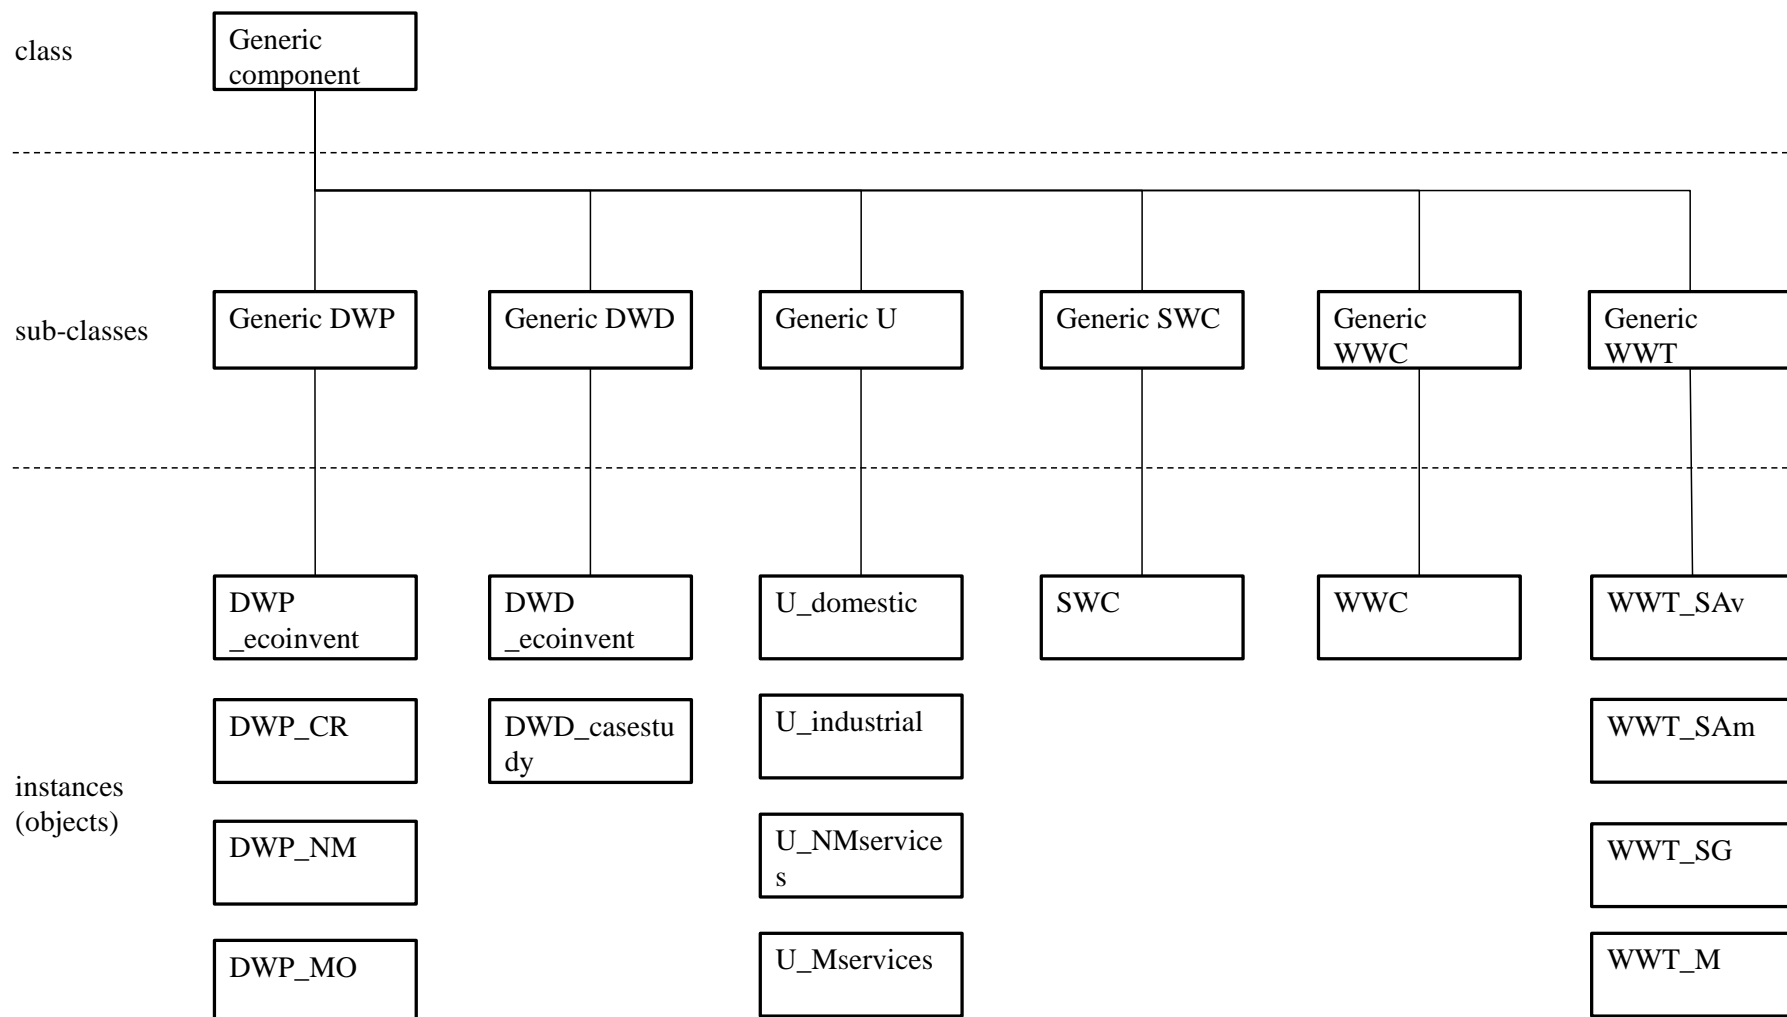 class
Generic
component
sub-classes
Generic DWP
Generic DWD
Generic U
Generic SWC
Generic
WWC
Generic
WWT
instances
(objects)
DWP
_ecoinvent
DWD
_ecoinvent
U_domestic
SWC
WWC
WWT_SAv
DWP_CR
DWD_casestu
dy
U_industrial
WWT_SAm
DWP_NM
U_NMservice
s
WWT_SG
DWP_MO
U_Mservices
WWT_M